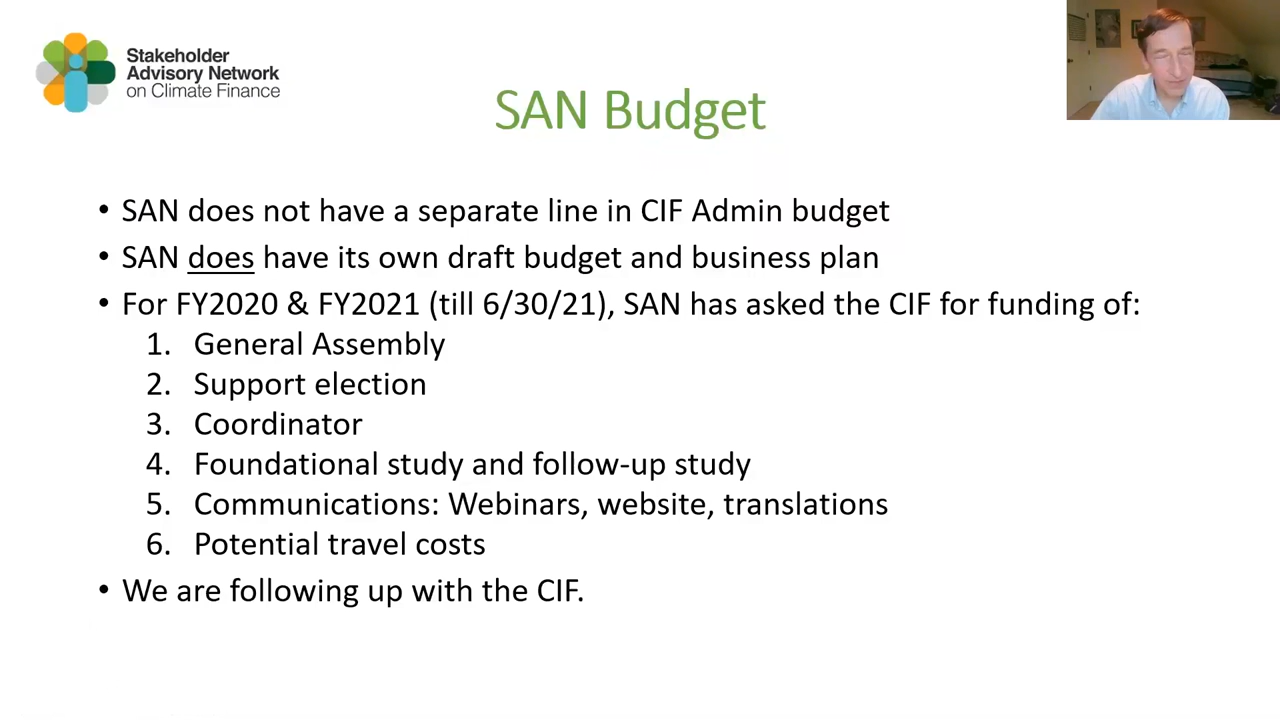 Stakeholder
Advisory Network
on Climate Finance
SAN Budget
• SAN does not have a separate line in CIF Admin budget
• SAN does have its own draft budget and business plan
• For FY2020 & FY2021 (till 6/30/21), SAN has asked the CIF for funding of:
1. General Assembly
2. Support election
3. Coordinator
4. Foundational study and follow-up study
5. Communications: Webinars, website, translations
6. Potential travel costs
• We are following up with the CIF.